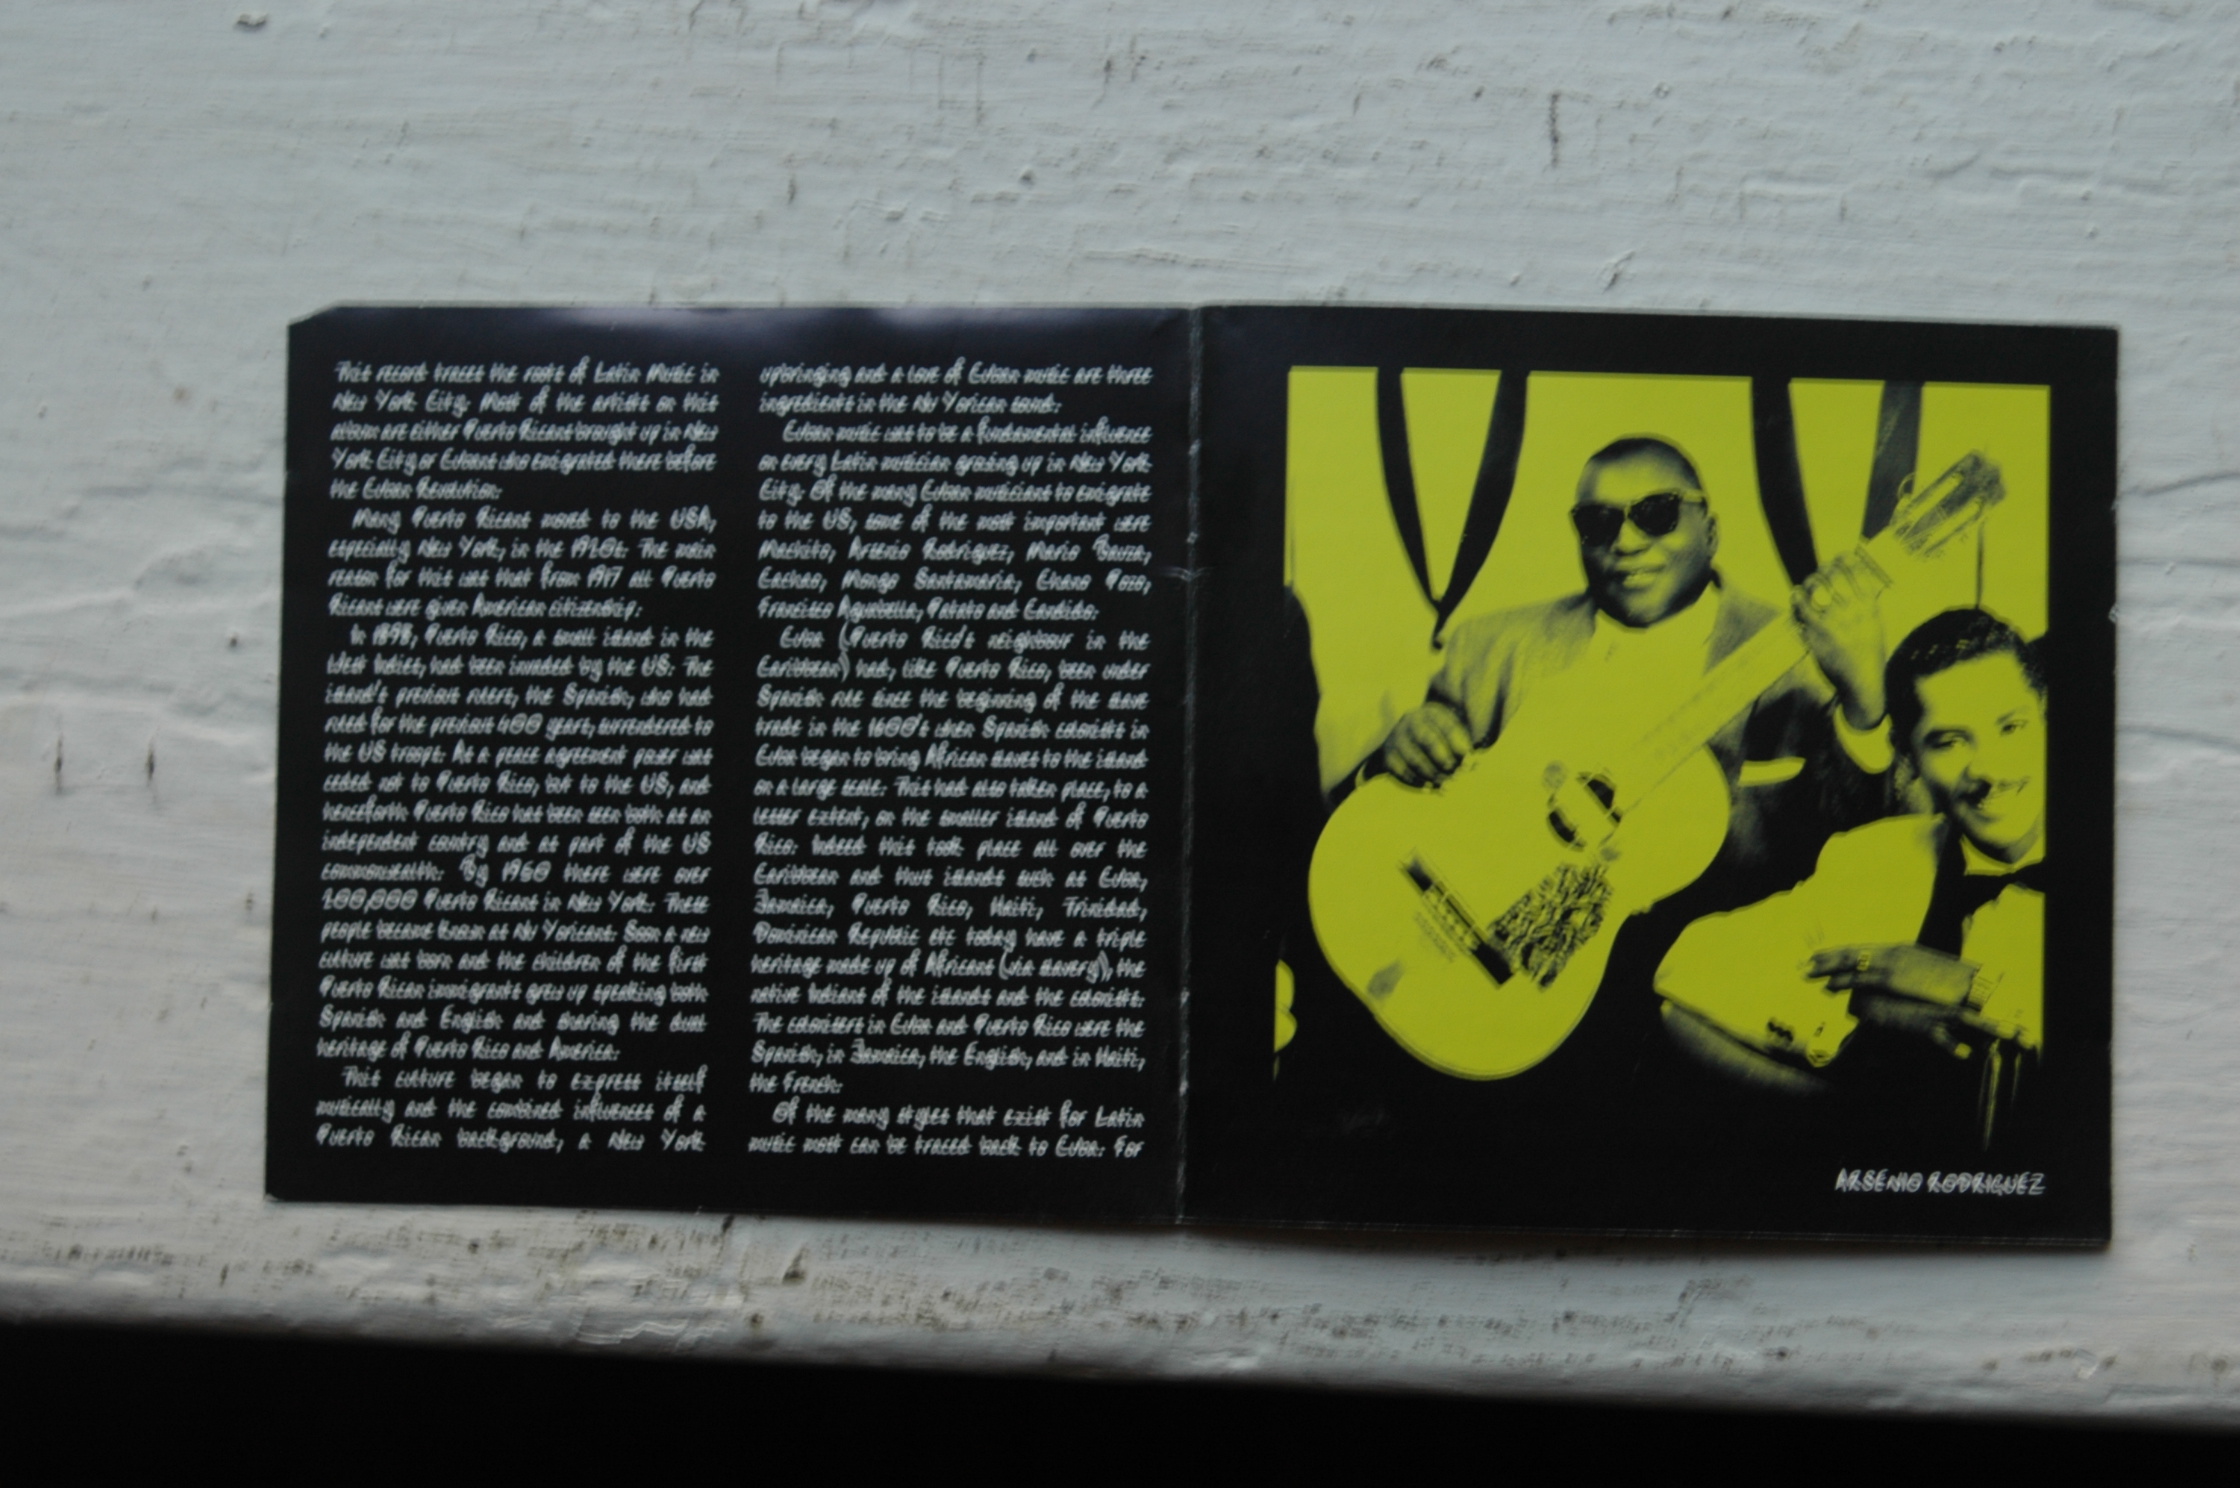 This record traces the roots of Latin Music in
New York City. Most of the artists on this
album are either Puerto Ricans brought up in New
York City or Cubans who emigrated there before
the Cuban Revolution.
Many Puerto Ricans moved to the USA,
especially New York, in the 1920s. The main
reason for this was that from 1917 all Puerto
Ricans were given American citizenship.
In 1898, Puerto Rico, a small island in the
West Indies, had been invaded by the US. The
island's previous rulers, the Spanish, who had
ruled for the previous 400 years, surrendered to
the US troops. As a peace agreement power was
ceded not to Puerto Rico, but to the US, and
henceforth Puerto Rico has been seen both as an
independent country and as part of the US
commonwealth. By 1960 there were over
200,000 Puerto Ricans in New York. These
people became known as Nu Yoricans. Soon a new
culture was born and the children of the first
Puerto Rican immigrants grew up speaking both
Spanish and English and sharing the dual
heritage of Puerto Rico and America.
This culture began to express itself
musically and the combined influences of a
Puerto Rican background, a New York
upbringing and a love of Cuban music are three
ingredients in the Nu Yorican sound.
Cuban music was to be a fundamental influence
on every Latin musician growing up in New York
City. Of the many Cuban musicians to emigrate
to the US, some of the most important were
Machito, Arsenio Rodriguez, Mario Bauza,
Cachao, Mongo Santamaria, Chano Pozo,
Francisco Aguabella, Patato and Candido.
Cuba (Puerto Rico's neighbour in the
Caribbean) had, like Puerto Rico, been under
Spanish rule since the beginning of the slave
trade in the 1600's when Spanish colonists in
Cuba began to bring African slaves to the island
on a large scale. This had also taken place, to a
lesser extent, on the smaller island of Puerto
Rico. Indeed this took place all over the
Caribbean and thus islands such as Cuba,
Jamaica, Puerto Rico, Haiti, Trinidad,
Dominican Republic etc today have a triple
heritage made up of Africans (via slavery), the
native Indians of the islands and the colonists.
The colonisers in Cuba and Puerto Rico were the
Spanish, in Jamaica, the English, and in Haiti,
the French.
Of the many styles that exist for Latin
music most can be traced back to Cuba. For
ARSENIO RODRIGUEZ